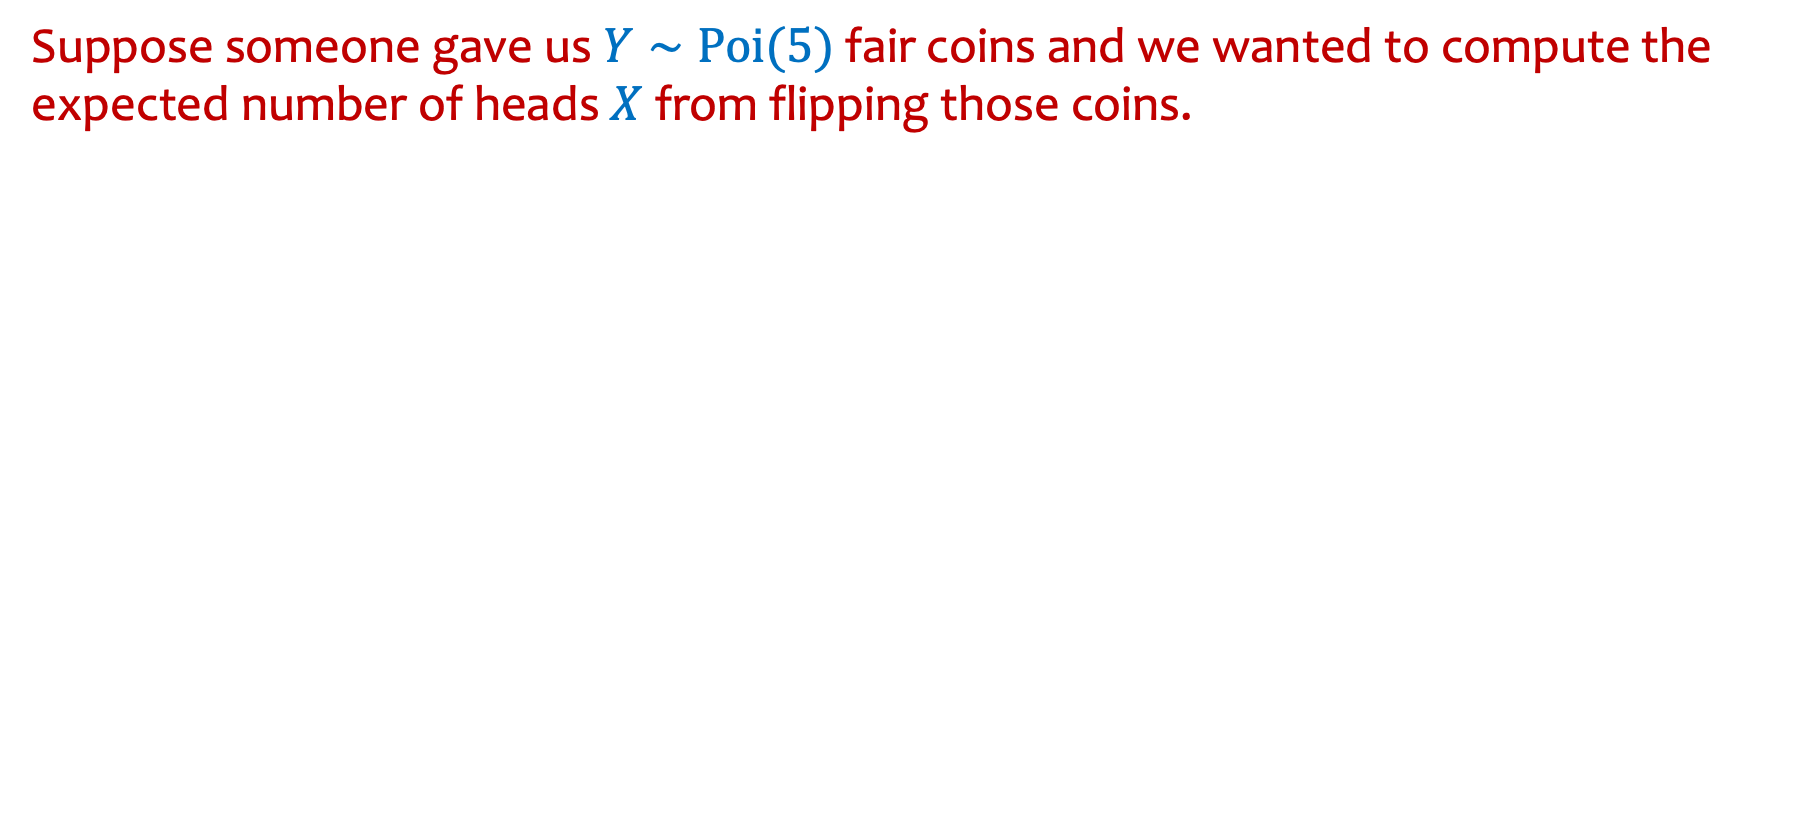 Suppose someone gave us Y ~ Poi(5) fair coins and we wanted to compute the
expected number of heads X from flipping those coins.